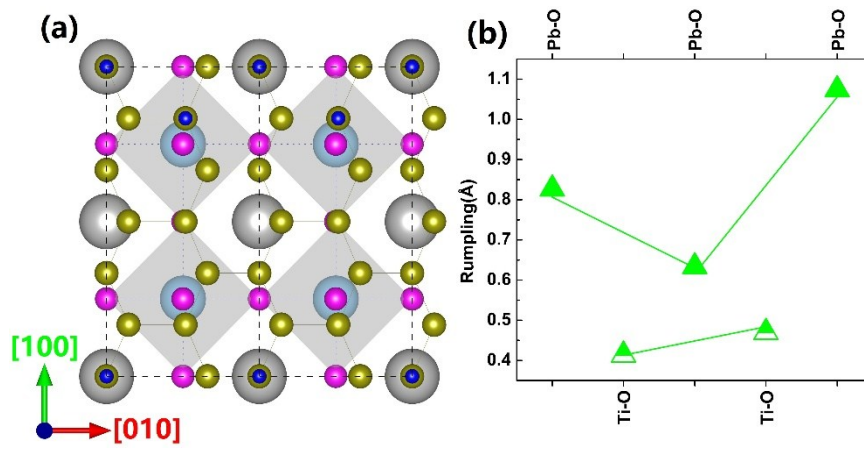 (a)
[100]
[010]
(b)
Pb-O
Pb-O
Pb-O
Rumpling(Å)
1.1
1.0
0.9
0.8
0.7
0.6
0.5
0.4
Ti-O
Ti-O